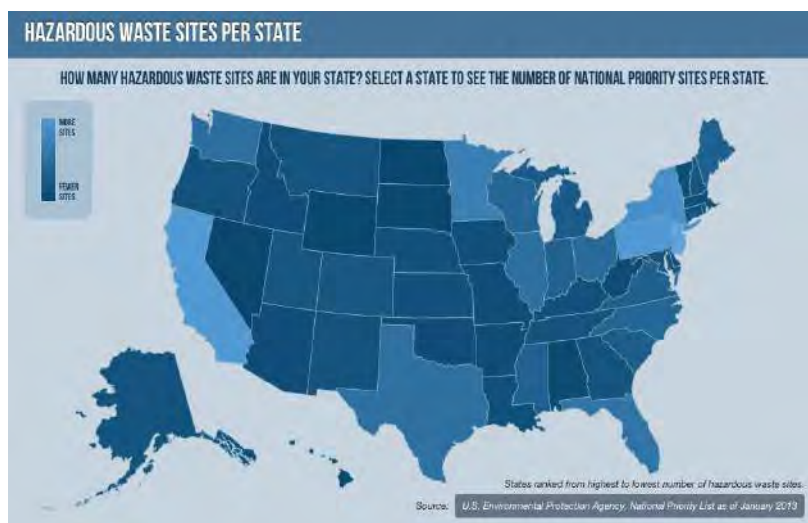 HAZARDOUS WASTE SITES PER STATE
HOW MANY HAZARDOUS WASTE SITES ARE IN YOUR STATE? SELECT A STATE TO SEE THE NUMBER OF NATIONAL PRIORITY SITES PER STATE.
MORE
SITES
FEWER
SITES
States ranked from highest to lowest number of hazardous waste sites.
Source: U.S. Environmental Protection Agency, National Priority List as of January 2013